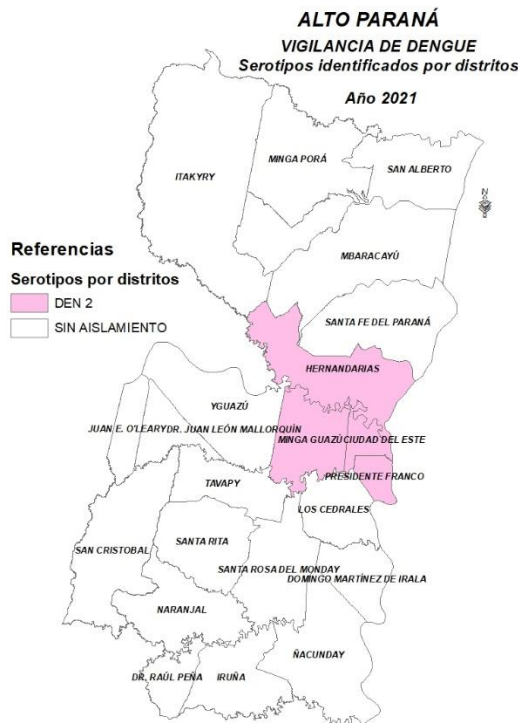 ALTO PARANÁ
VIGILANCIA DE DENGUE
Serotipos identificados por distritos
Año 2021
MINGA PORÁ
SAN ALBERTO
ITAKYRY
N
MBARACAYÚ
Referencias
Serotipos por distritos
DEN 2
SIN AISLAMIENTO
SANTA FE DEL PARANÁ
HERNANDARIAS
YGUAZÚ
JUAN E. O'LEARY
DR. JUAN LEÓN MALLORQUÍN
MINGA GUAZÚ
CIUDAD DEL ESTE
PRESIDENTE FRANCO
TAVAPY
LOS CEDRALES
SAN CRISTOBAL
SANTA RITA
SANTA ROSA DEL MONDAY
DOMINGO MARTÍNEZ DE IRALA
NARANJAL
ÑACUNDAY
DR. RAÚL PEÑA
IRUÑA